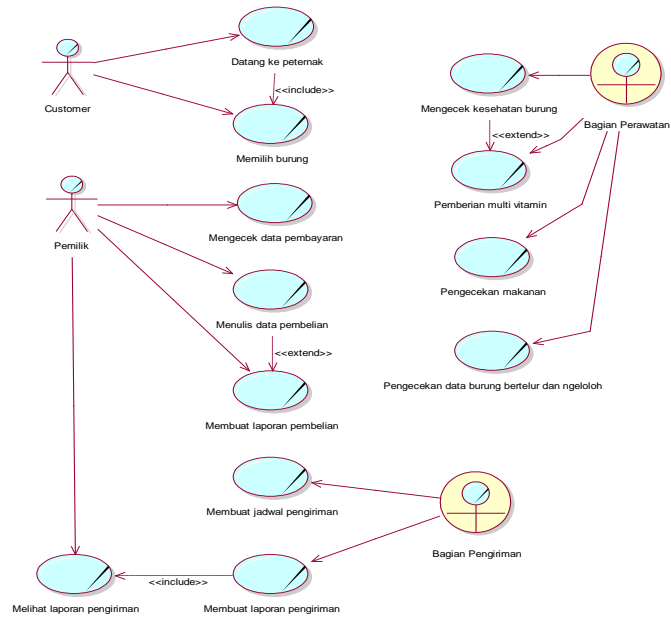 Datang ke peternak
<<include>>
Customer
Memilih burung
Mengecek kesehatan burung
<<extend>>
Bagian Perawatan
Pemberian multi vitamin
Pemilik
Mengecek data pembayaran
Pengecekan makanan
Menulis data pembelian
<<extend>>
Pengecekan data burung bertelur dan ngeloloh
Membuat laporan pembelian
Membuat jadwal pengiriman
Bagian Pengiriman
<<include>>
Melihat laporan pengiriman
Membuat laporan pengiriman